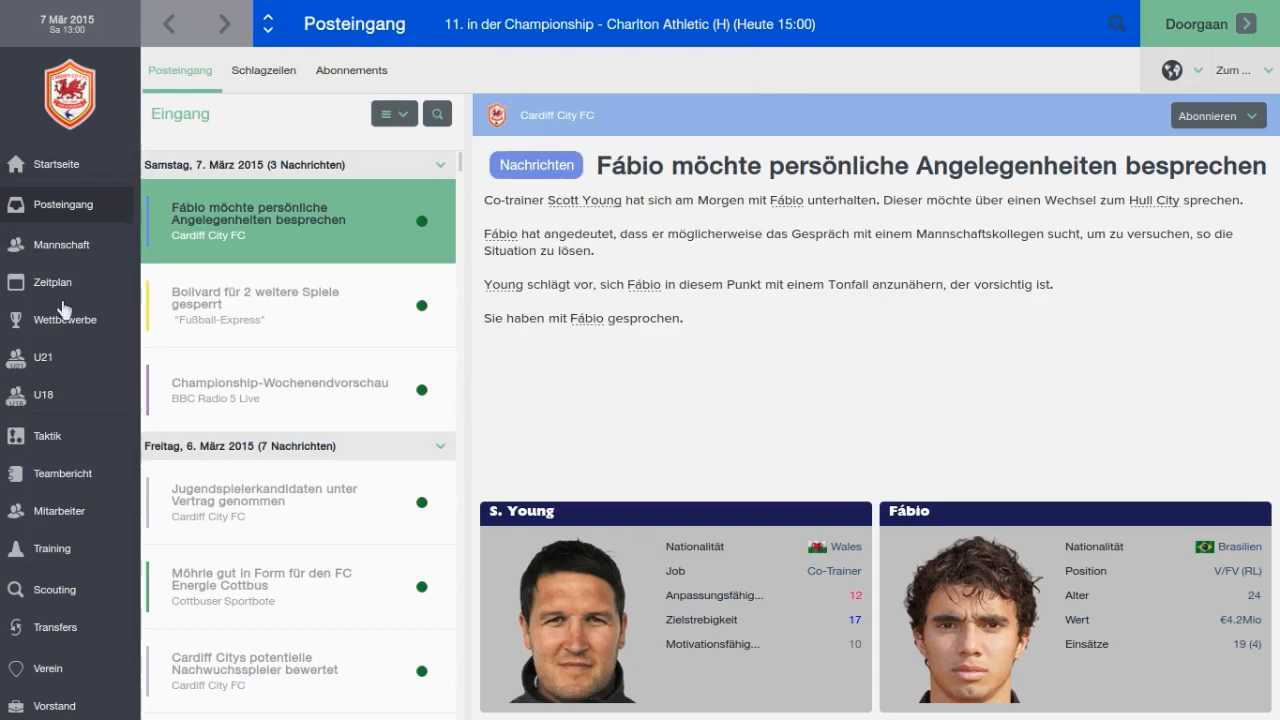 7 Mär 2015
Sa 13:00
Posteingang
11. in der Championship - Charlton Athletic (H) (Heute 15:00)
Doorgaan
Posteingang
Schlagzeilen
Abonnements
Zum ...
Startseite
Posteingang
Mannschaft
Zeitplan
Wettbewerbe
U21
U18
Taktik
Teambericht
Mitarbeiter
Training
Scouting
Transfers
Verein
Vorstand
Eingang
Samstag, 7. März 2015 (3 Nachrichten)
Fábio möchte persönliche
Angelegenheiten besprechen
Cardiff City FC
Bolivard für 2 weitere Spiele
gesperrt
"Fußball-Express"
Championship-Wochenendvorschau
BBC Radio 5 Live
Freitag, 6. März 2015 (7 Nachrichten)
Jugendspielerkandidaten unter
Vertrag genommen
Cardiff City FC
Möhrle gut in Form für den FC
Energie Cottbus
Cottbuser Sportbote
Cardiff Citys potentielle
Nachwuchsspieler bewertet
Cardiff City FC
Cardiff City FC
Abonnieren
Nachrichten
Fábio möchte persönliche Angelegenheiten besprechen
Co-trainer Scott Young hat sich am Morgen mit Fábio unterhalten. Dieser möchte über einen Wechsel zum Hull City sprechen.
Fábio hat angedeutet, dass er möglicherweise das Gespräch mit einem Mannschaftskollegen sucht, um zu versuchen, so die
Situation zu lösen.
Young schlägt vor, sich Fábio in diesem Punkt mit einem Tonfall anzunähern, der vorsichtig ist.
Sie haben mit Fábio gesprochen.
S. Young
Nationalität Wales
Job Co-Trainer
Anpassungsfähig... 12
Zielstrebigkeit 17
Motivationsfähig... 10
Fábio
Nationalität Brasilien
Position V/FV (RL)
Alter 24
Wert €4.2Mio
Einsätze 19 (4)